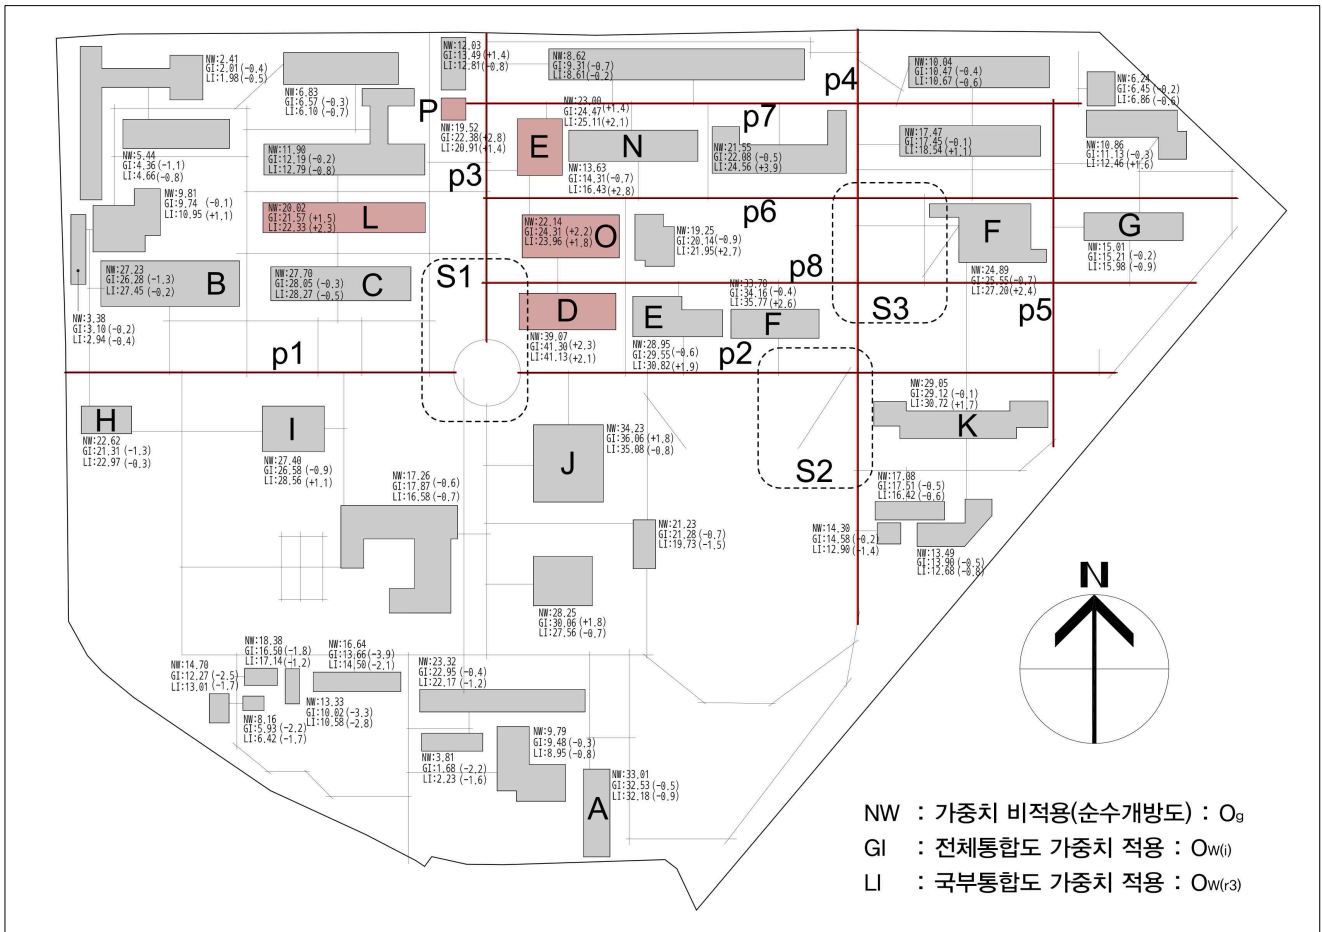 NW:2.41
GI:2.01 (-0.4)
LI:1.98 (-0.5)
NW:6.83
GI:6.57 (-0.3)
LI:6.10 (-0.7)
NW:12.03
GI:13.49 (+1.4)
LI:12.81 (-0.8)
NW:8.62
GI:9.31 (-0.7)
LI:8.61 (-0.2)
p4
NW:10.04
GI:10.47 (-0.4)
LI:10.67 (-0.6)
NW:6.24
GI:6.45 (-0.2)
LI:6.86 (-0.6)
P
NW:19.52
GI:22.38 (+2.8)
LI:20.91 (+1.4)
NW:23.00
GI:24.47 (+1.4)
LI:25.11 (+2.1)
E
N
p7
NW:5.44
GI:4.36 (-1.1)
LI:4.66 (-0.8)
NW:11.90
GI:12.19 (-0.2)
LI:12.79 (-0.8)
p3
NW:13.63
GI:14.31 (-0.7)
LI:16.43 (+2.8)
NW:21.55
GI:22.08 (-0.5)
LI:24.56 (+3.9)
NW:17.47
GI:17.45 (-0.1)
LI:18.54 (+1.1)
NW:10.86
GI:11.13 (-0.3)
LI:12.46 (+1.6)
NW:9.81
GI:9.74 (-0.1)
LI:10.95 (+1.1)
NW:20.02
GI:21.57 (+1.5)
LI:22.33 (+2.3)
L
p6
NW:22.14
GI:24.31 (+2.2)
LI:23.96 (+1.8)
O
NW:19.25
GI:20.14 (-0.9)
LI:21.95 (+2.7)
F
G
NW:15.01
GI:15.21 (-0.2)
LI:15.98 (-0.9)
NW:27.23
GI:26.28 (-1.3)
LI:27.45 (-0.2)
B
NW:27.70
GI:28.05 (-0.3)
LI:28.27 (-0.5)
C
S1
p8
NW:24.89
GI:25.55 (-0.7)
LI:27.20 (+2.4)
NW:33.70
GI:34.16 (-0.4)
LI:35.77 (+2.6)
D
E
F
S3
p5
NW:3.38
GI:3.10 (-0.2)
LI:2.94 (-0.4)
NW:39.07
GI:41.30 (+2.3)
LI:41.13 (+2.1)
NW:28.95
GI:29.55 (-0.6)
LI:30.82 (+1.9)
p1
p2
H
NW:22.62
GI:21.31 (-1.3)
LI:22.97 (-0.3)
I
NW:27.40
GI:26.58 (-0.9)
LI:28.56 (+1.1)
J
NW:34.23
GI:36.06 (+1.8)
LI:35.08 (-0.8)
NW:29.05
GI:29.12 (-0.1)
LI:30.72 (+1.7)
K
S2
NW:17.26
GI:17.87 (-0.6)
LI:16.58 (-0.7)
NW:17.08
GI:17.51 (-0.5)
LI:16.42 (-0.6)
NW:21.23
GI:21.28 (-0.7)
LI:19.73 (-1.5)
NW:14.30
GI:14.58 (-0.2)
LI:12.90 (-1.4)
NW:13.49
GI:13.90 (-0.5)
LI:12.68 (-0.8)
N
NW:28.25
GI:30.06 (+1.8)
LI:27.56 (-0.7)
NW:18.38
GI:16.50 (-1.8)
LI:17.14 (-1.2)
NW:16.64
GI:13.66 (-3.9)
LI:14.50 (-2.1)
NW:14.70
GI:12.27 (-2.5)
LI:13.01 (-1.7)
NW:23.32
GI:22.95 (-0.4)
LI:22.17 (-1.2)
NW:13.33
GI:10.02 (-3.3)
LI:10.58 (-2.8)
NW:8.16
GI:5.93 (-2.2)
LI:6.42 (-1.7)
NW:9.79
GI:9.48 (-0.3)
LI:8.95 (-0.8)
NW:3.81
GI:1.68 (-2.2)
LI:2.23 (-1.6)
A
NW:33.01
GI:32.53 (-0.5)
LI:32.18 (-0.9)
NW : 가중치 비적용(순수개방도) : Og
GI : 전체통합도 가중치 적용 : OW(i)
LI : 국부통합도 가중치 적용 : OW(r3)